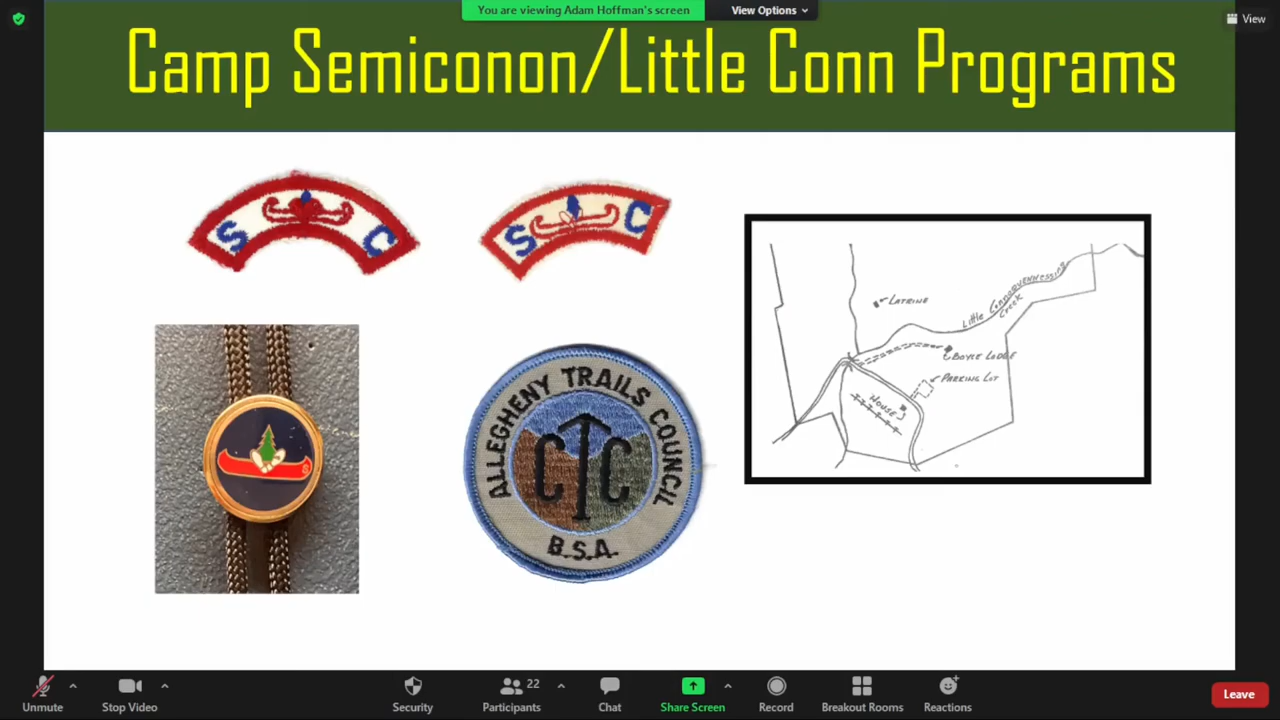 You are viewing Adam Hoffman's screen
View Options
View
Camp Semiconon/Little Conn Programs
S C
S C
LATRINE
Little Connoquennessing
Creek
BOYLE LODGE
PARKING LOT
HOUSE
S
ALLEGHENY TRAILS COUNCIL
CTC
B.S.A.
Unmute
Stop Video
Security
Participants
22
Chat
Share Screen
Record
Breakout Rooms
Reactions
Leave